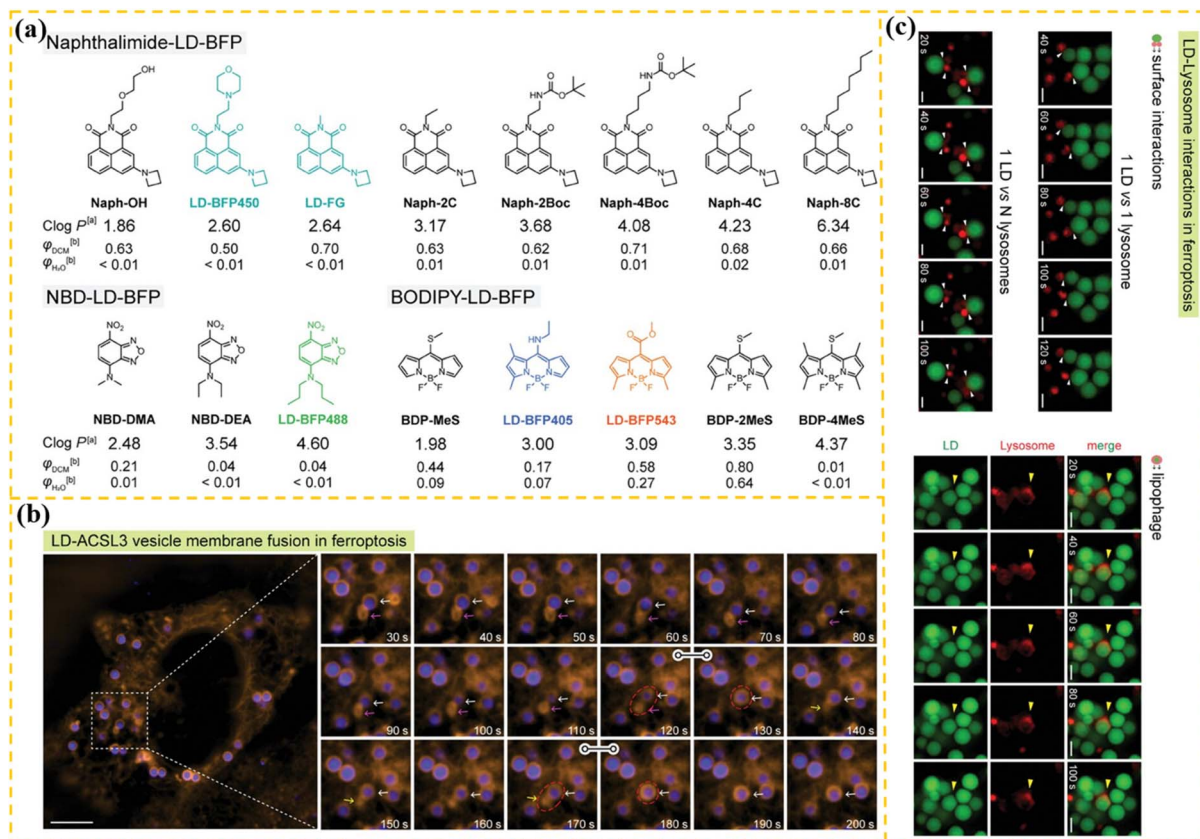 (a)
Naphthalimide-LD-BFP
Naph-OH LD-BFP450 LD-FG Naph-2C Naph-2Boc Naph-4Boc Naph-4C Naph-8C
Clog P[a] 1.86 2.60 2.64 3.17 3.68 4.08 4.23 6.34
φDCM[b] 0.63 0.50 0.70 0.63 0.62 0.71 0.68 0.66
φH₂O[b] < 0.01 < 0.01 < 0.01 0.01 0.01 0.01 0.02 0.01
NBD-LD-BFP BODIPY-LD-BFP
NBD-DMA NBD-DEA LD-BFP488 BDP-MeS LD-BFP405 LD-BFP543 BDP-2MeS BDP-4MeS
Clog P[a] 2.48 3.54 4.60 1.98 3.00 3.09 3.35 4.37
φDCM[b] 0.21 0.04 0.04 0.44 0.17 0.58 0.80 0.01
φH₂O[b] 0.01 < 0.01 < 0.01 0.09 0.07 0.27 0.64 < 0.01
(b)
LD-ACSL3 vesicle membrane fusion in ferroptosis
30 s 40 s 50 s 60 s 70 s 80 s
90 s 100 s 110 s 120 s 130 s 140 s
150 s 160 s 170 s 180 s 190 s 200 s
(c)
LD-Lysosome interactions in ferroptosis
: surface interactions
1 LD vs 1 lysosome
40 s 60 s 80 s 100 s 120 s
1 LD vs N lysosomes
20 s 40 s 60 s 80 s 100 s
: lipophage
LD Lysosome merge
20 s 40 s 60 s 80 s 100 s